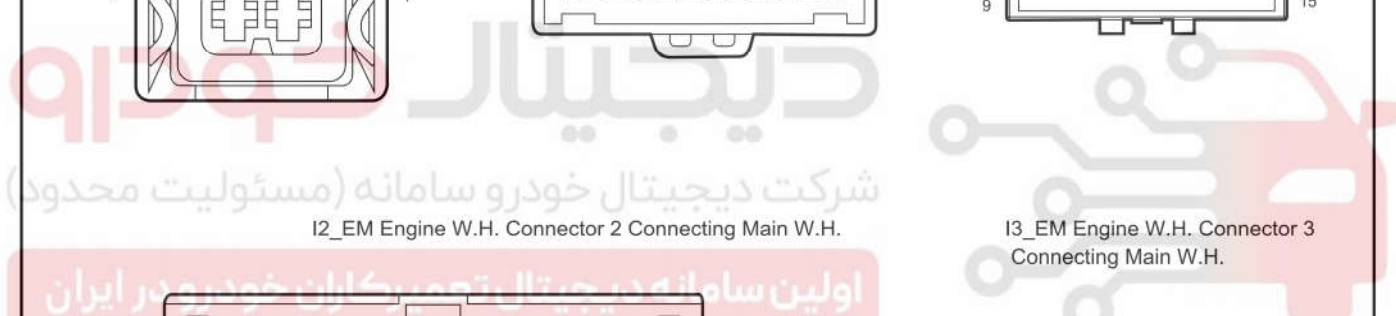 9
15
دیجیتال خودرو
شرکت دیجیتال خودرو سامانه (مسئولیت محدود)
I2_EM Engine W.H. Connector 2 Connecting Main W.H.
I3_EM Engine W.H. Connector 3
Connecting Main W.H.
اولین سامانه دیجیتال تعمیرکاران خودرو در ایران